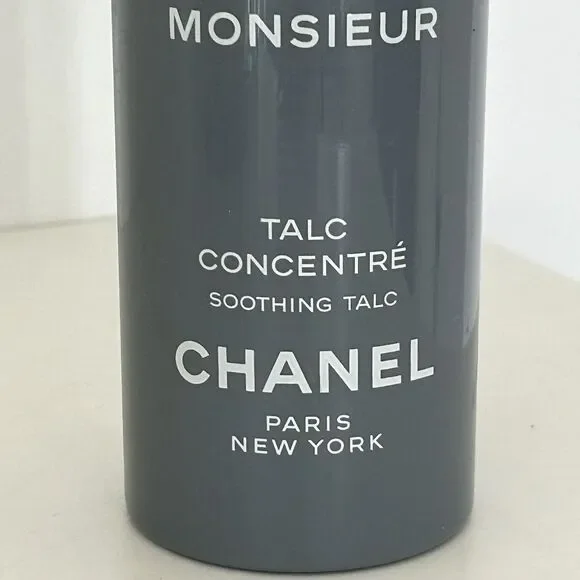 MONSIEUR
TALC
CONCENTRÉ
SOOTHING TALC
CHANEL
PARIS
NEW YORK